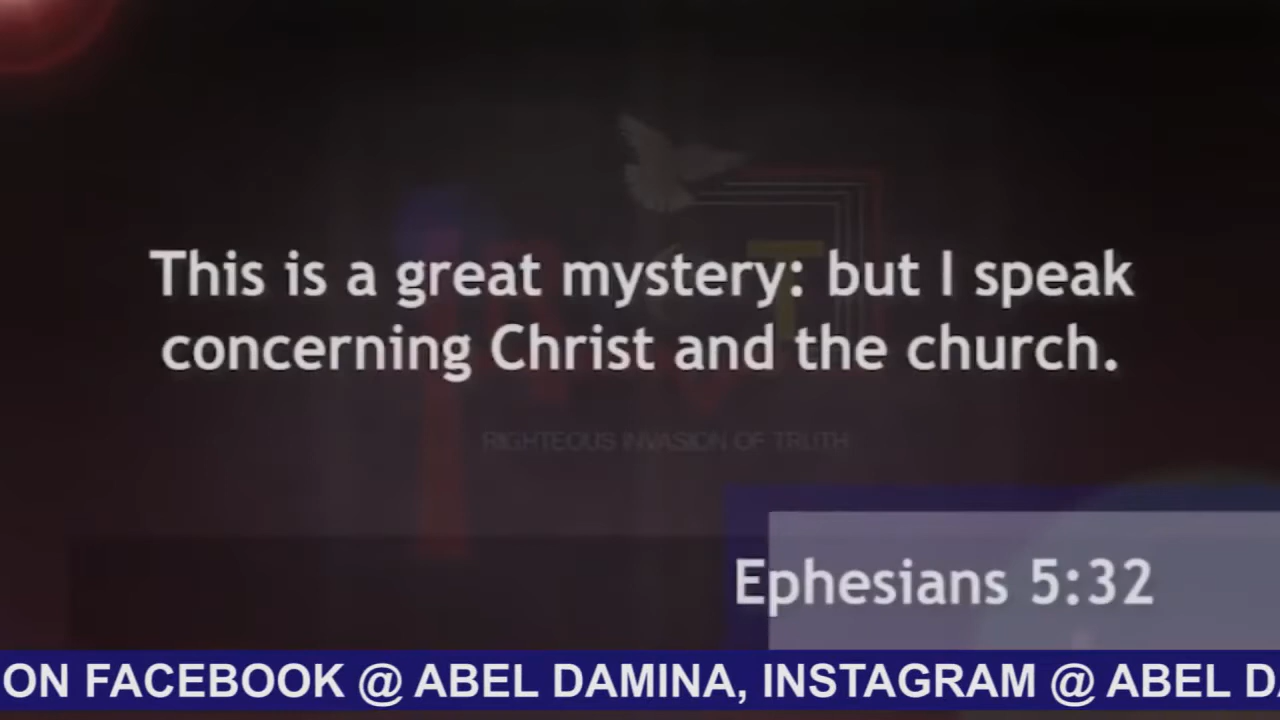 This is a great mystery: but I speak
concerning Christ and the church.
RIGHTEOUS INVASION OF TRUTH
Ephesians 5:32
ON FACEBOOK @ ABEL DAMINA, INSTAGRAM @ ABEL